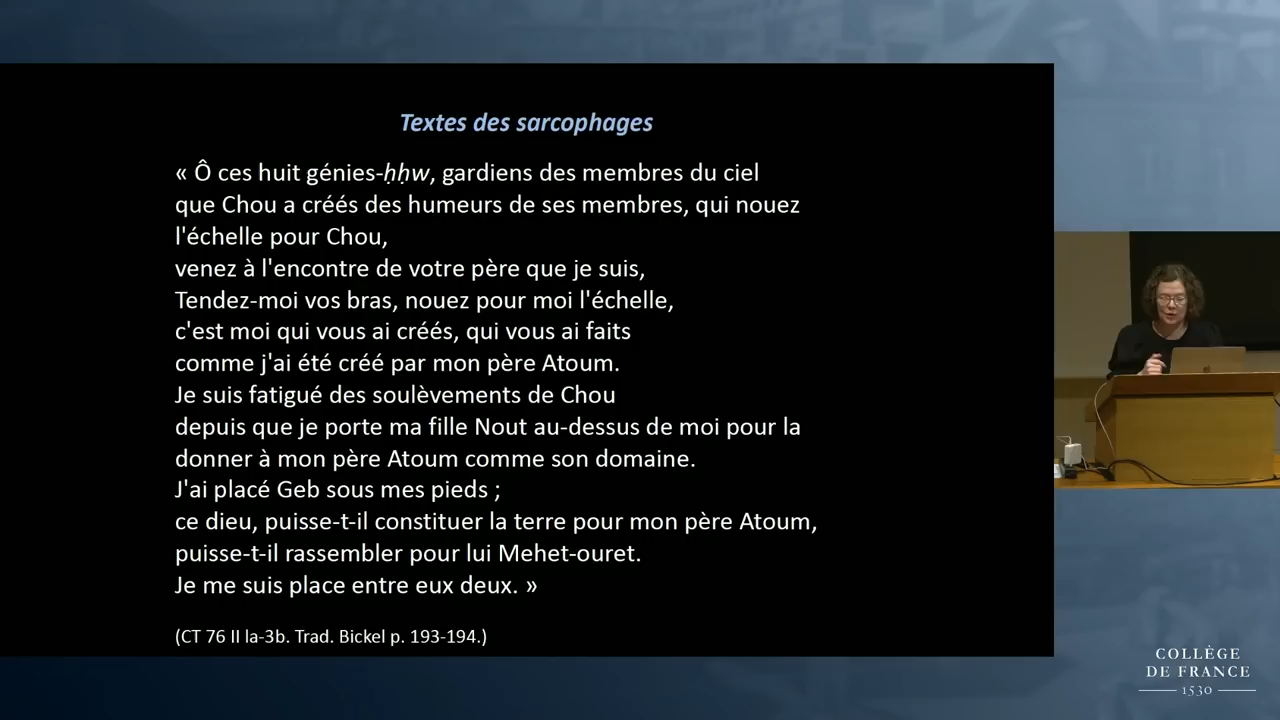 Textes des sarcophages
« Ô ces huit génies-ḥḥw, gardiens des membres du ciel
que Chou a créés des humeurs de ses membres, qui nouez
l'échelle pour Chou,
venez à l'encontre de votre père que je suis,
Tendez-moi vos bras, nouez pour moi l'échelle,
c'est moi qui vous ai créés, qui vous ai faits
comme j'ai été créé par mon père Atoum.
Je suis fatigué des soulèvements de Chou
depuis que je porte ma fille Nout au-dessus de moi pour la
donner à mon père Atoum comme son domaine.
J'ai placé Geb sous mes pieds ;
ce dieu, puisse-t-il constituer la terre pour mon père Atoum,
puisse-t-il rassembler pour lui Mehet-ouret.
Je me suis place entre eux deux. »
(CT 76 II la-3b. Trad. Bickel p. 193-194.)
COLLÈGE
DE FRANCE
1530